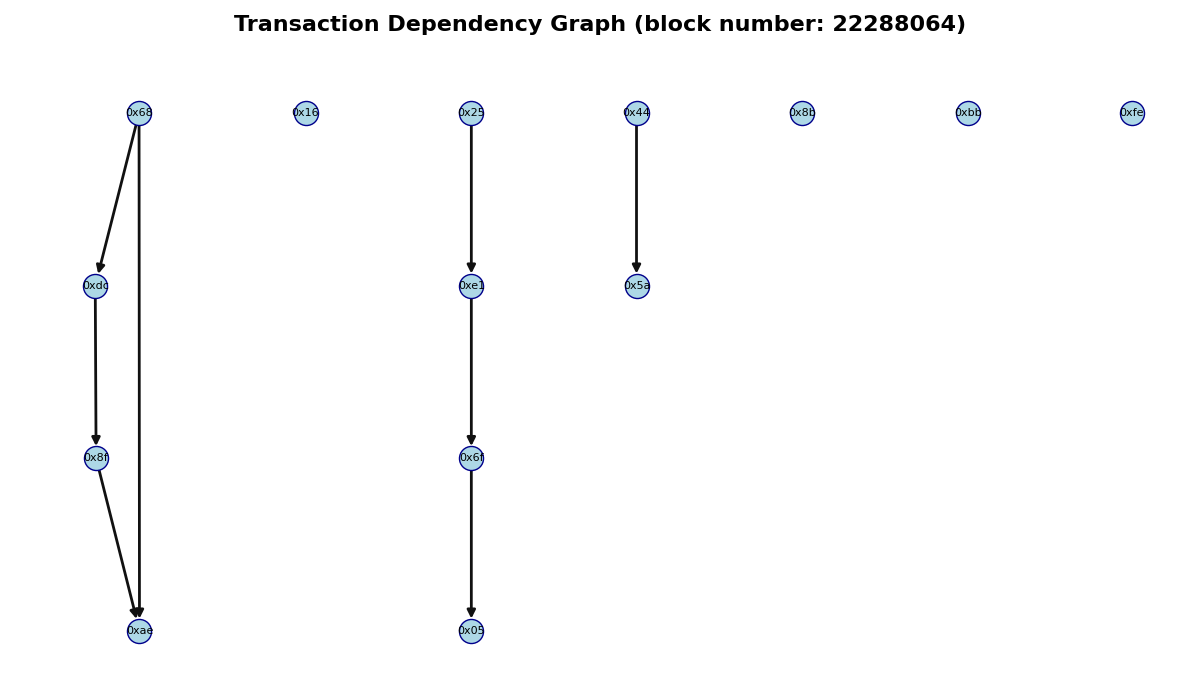 Transaction Dependency Graph (block number: 22288064)
0x68 0x16 0x25 0x44 0x8b 0xbb 0xfe
0xdc 0xe1 0x5a
0x8f 0x6f
0xae 0x05